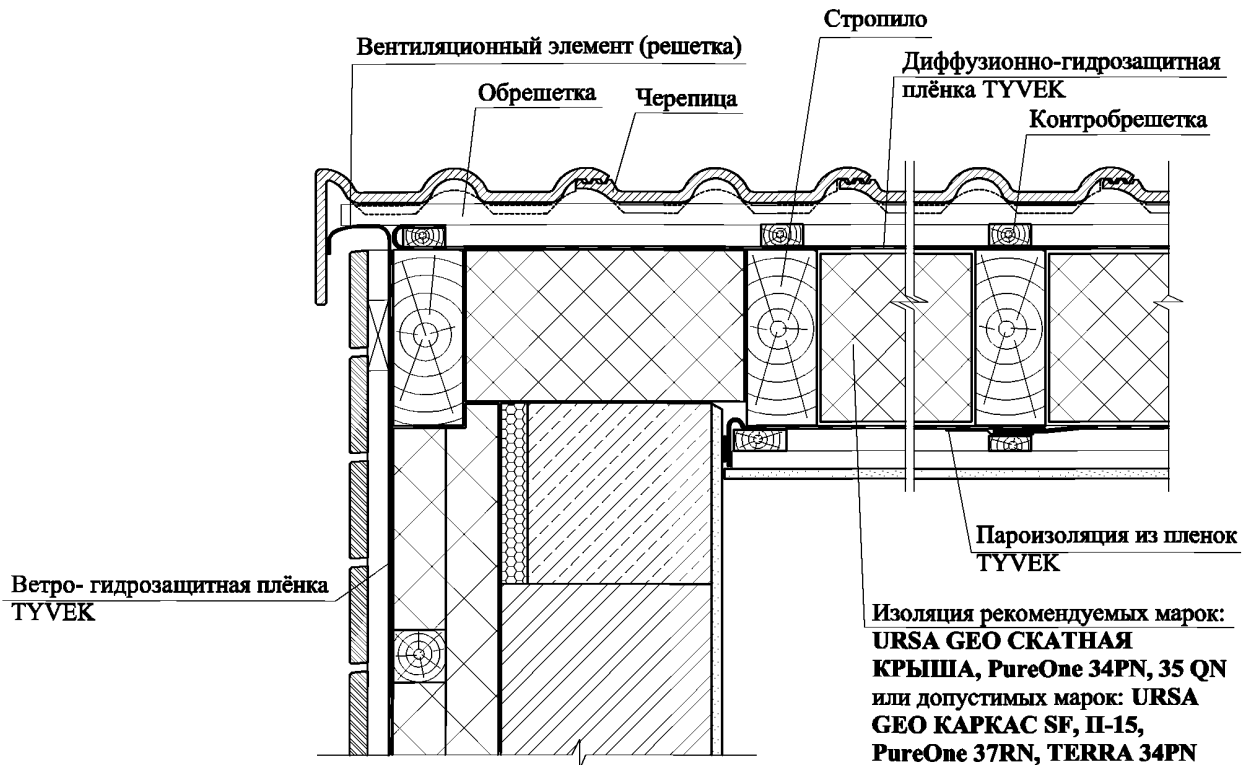 Стропило
Вентиляционный элемент (решетка)
Диффузионно-гидрозащитная
плёнка TYVEK
Обрешетка
Черепица
Контробрешетка
Пароизоляция из пленок
TYVEK
Ветро- гидрозащитная плёнка
TYVEK
Изоляция рекомендуемых марок:
URSA GEO СКАТНАЯ
КРЫША, PureOne 34PN, 35 QN
или допустимых марок: URSA
GEO КАРКАС SF, П-15,
PureOne 37RN, TERRA 34PN